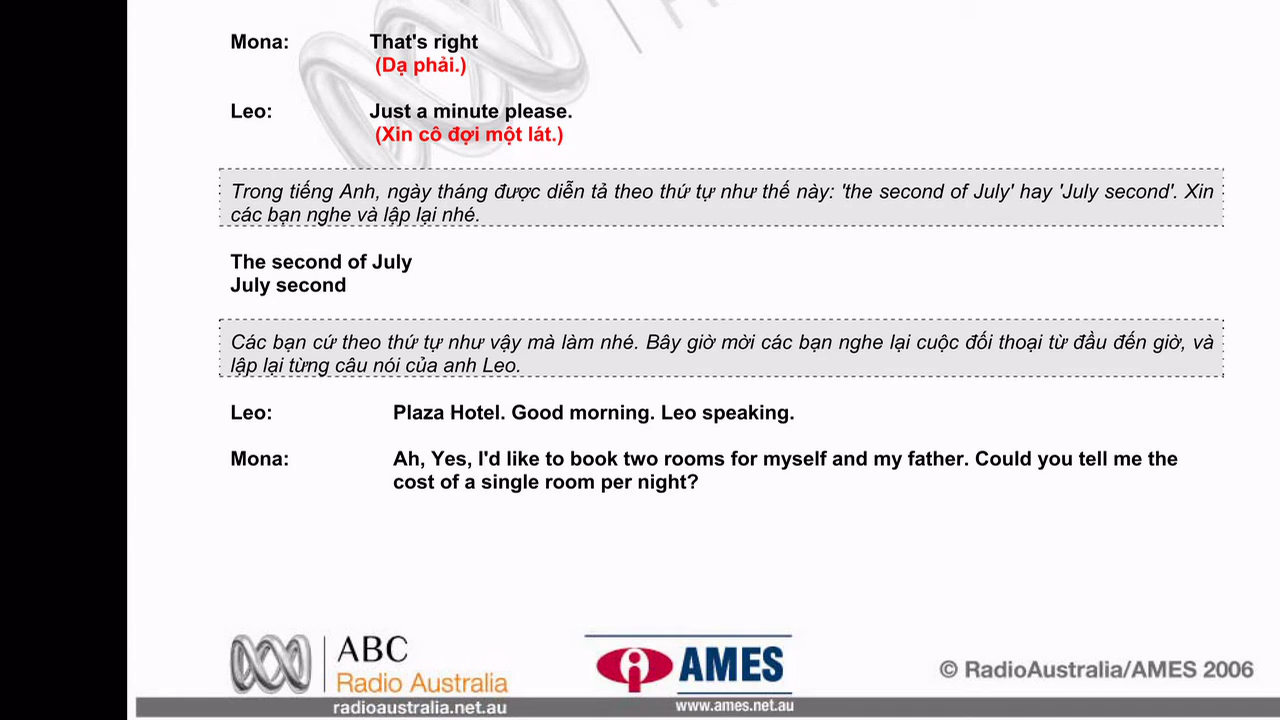 Mona: That's right
(Dạ phải.)
Leo: Just a minute please.
(Xin cô đợi một lát.)
Trong tiếng Anh, ngày tháng được diễn tả theo thứ tự như thế này: 'the second of July' hay 'July second'. Xin
các bạn nghe và lập lại nhé.
The second of July
July second
Các bạn cứ theo thứ tự như vậy mà làm nhé. Bây giờ mời các bạn nghe lại cuộc đối thoại từ đầu đến giờ, và
lập lại từng câu nói của anh Leo.
Leo: Plaza Hotel. Good morning. Leo speaking.
Mona: Ah, Yes, I'd like to book two rooms for myself and my father. Could you tell me the
cost of a single room per night?
ABC
Radio Australia
radioaustralia.net.au
AMES
www.ames.net.au
© RadioAustralia/AMES 2006